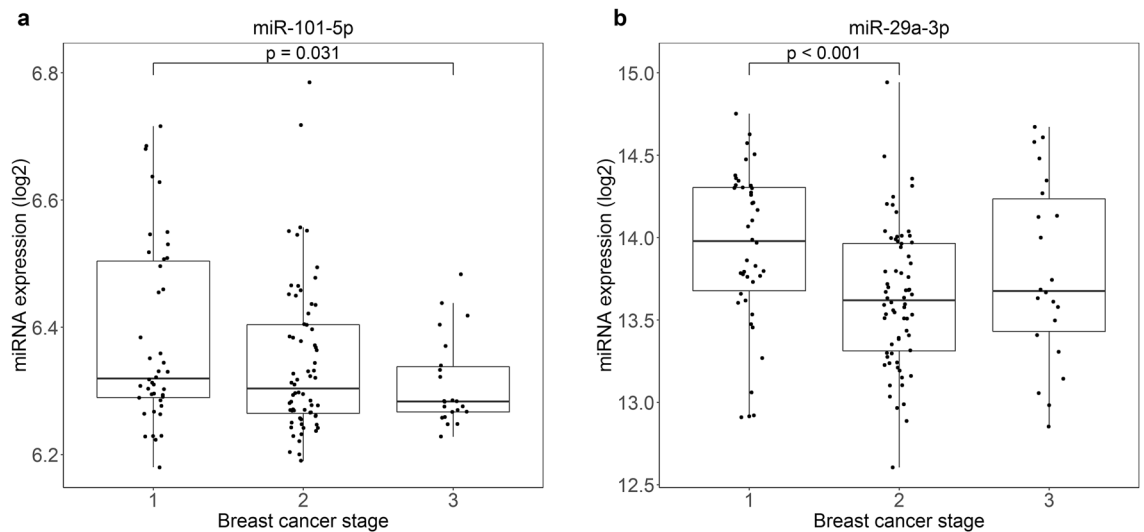 a
miR-101-5p
p = 0.031
6.8
6.6
6.4
6.2
miRNA expression (log2)
1 2 3
Breast cancer stage
b
miR-29a-3p
p < 0.001
15.0
14.5
14.0
13.5
13.0
12.5
miRNA expression (log2)
1 2 3
Breast cancer stage